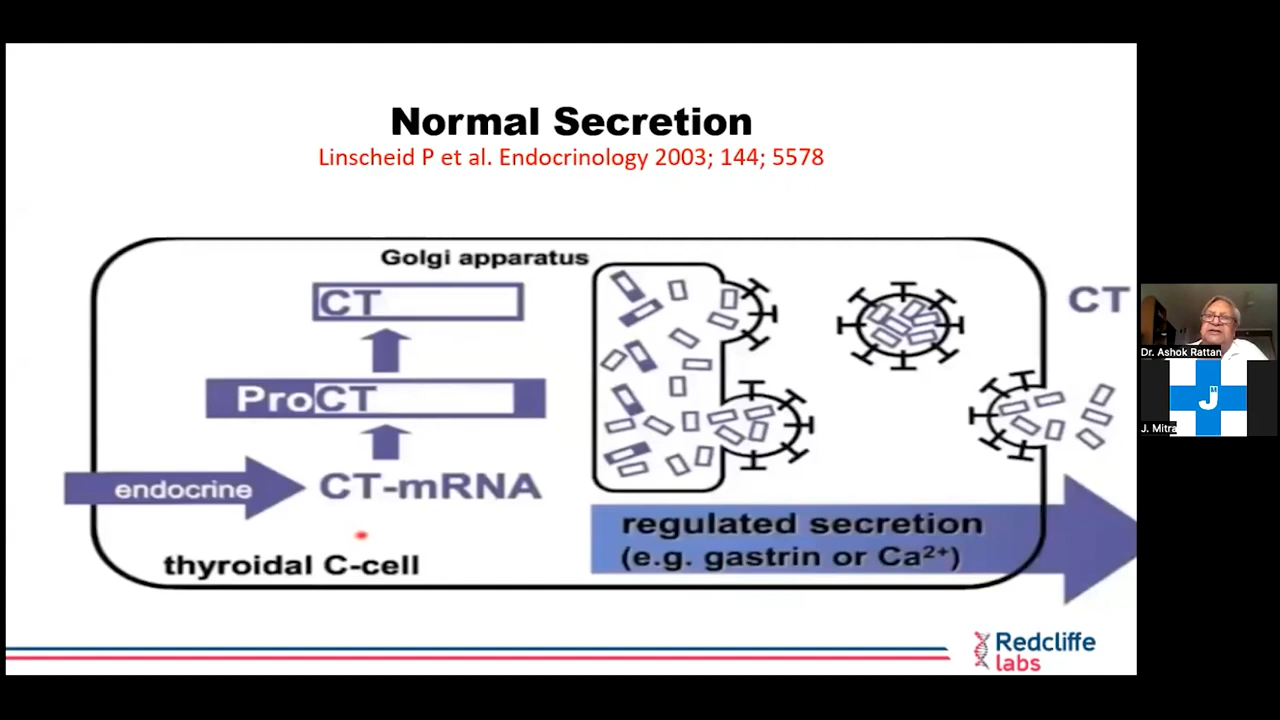 Normal Secretion
Linscheid P et al. Endocrinology 2003; 144; 5578
Golgi apparatus
CT
ProCT
endocrine
CT-mRNA
thyroidal C-cell
regulated secretion
(e.g. gastrin or Ca²⁺)
CT
Redcliffe
labs
Dr. Ashok Rattan
JM
J. Mitra